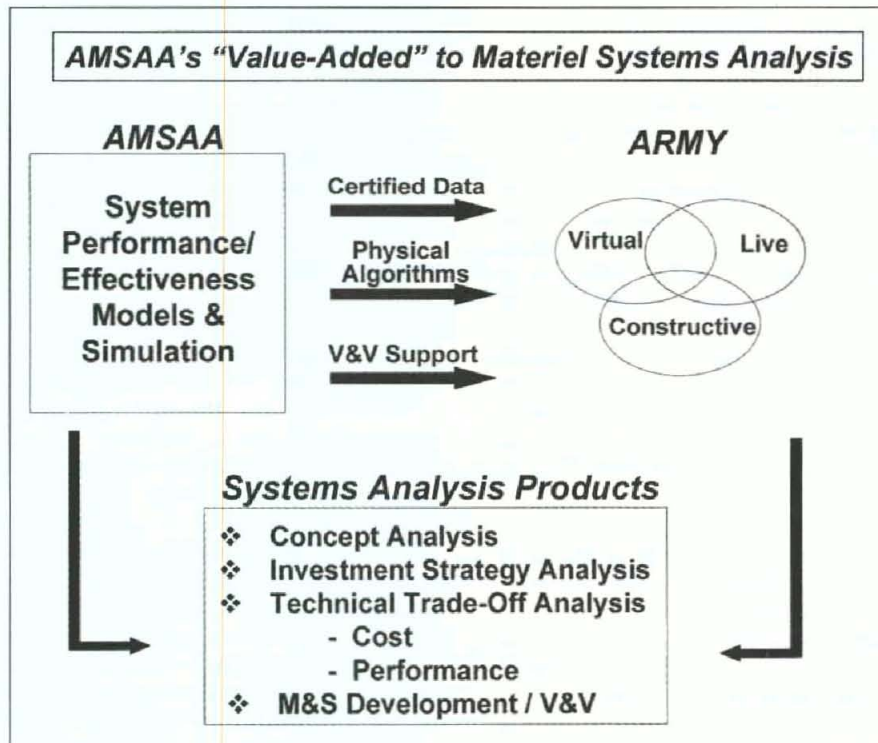 AMSAA's "Value-Added" to Materiel Systems Analysis
AMSAA
System
Performance/
Effectiveness
Models &
Simulation
Certified Data
Physical
Algorithms
V&V Support
ARMY
Virtual
Live
Constructive
Systems Analysis Products
❖ Concept Analysis
❖ Investment Strategy Analysis
❖ Technical Trade-Off Analysis
- Cost
- Performance
❖ M&S Development / V&V